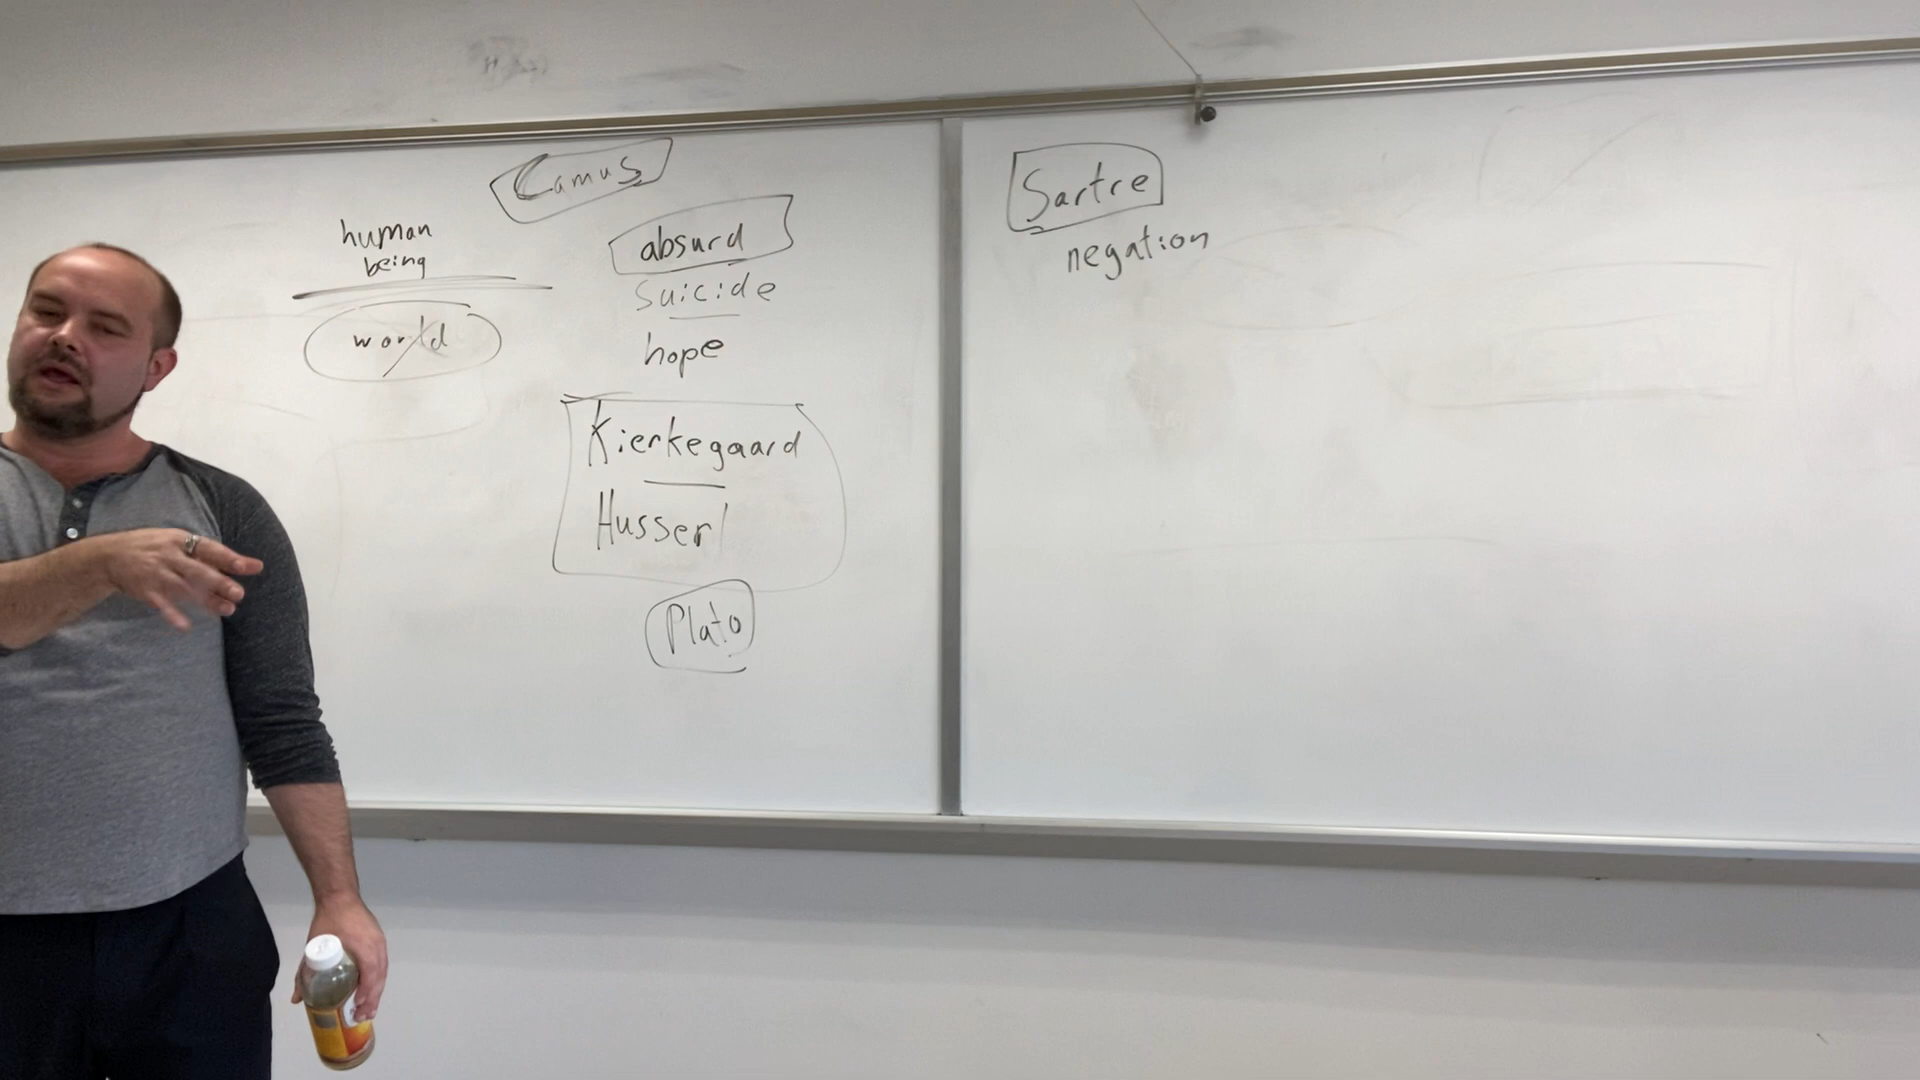 Camus
human
being
world
absurd
suicide
hope
Kierkegaard
Husserl
Plato
Sartre
negation